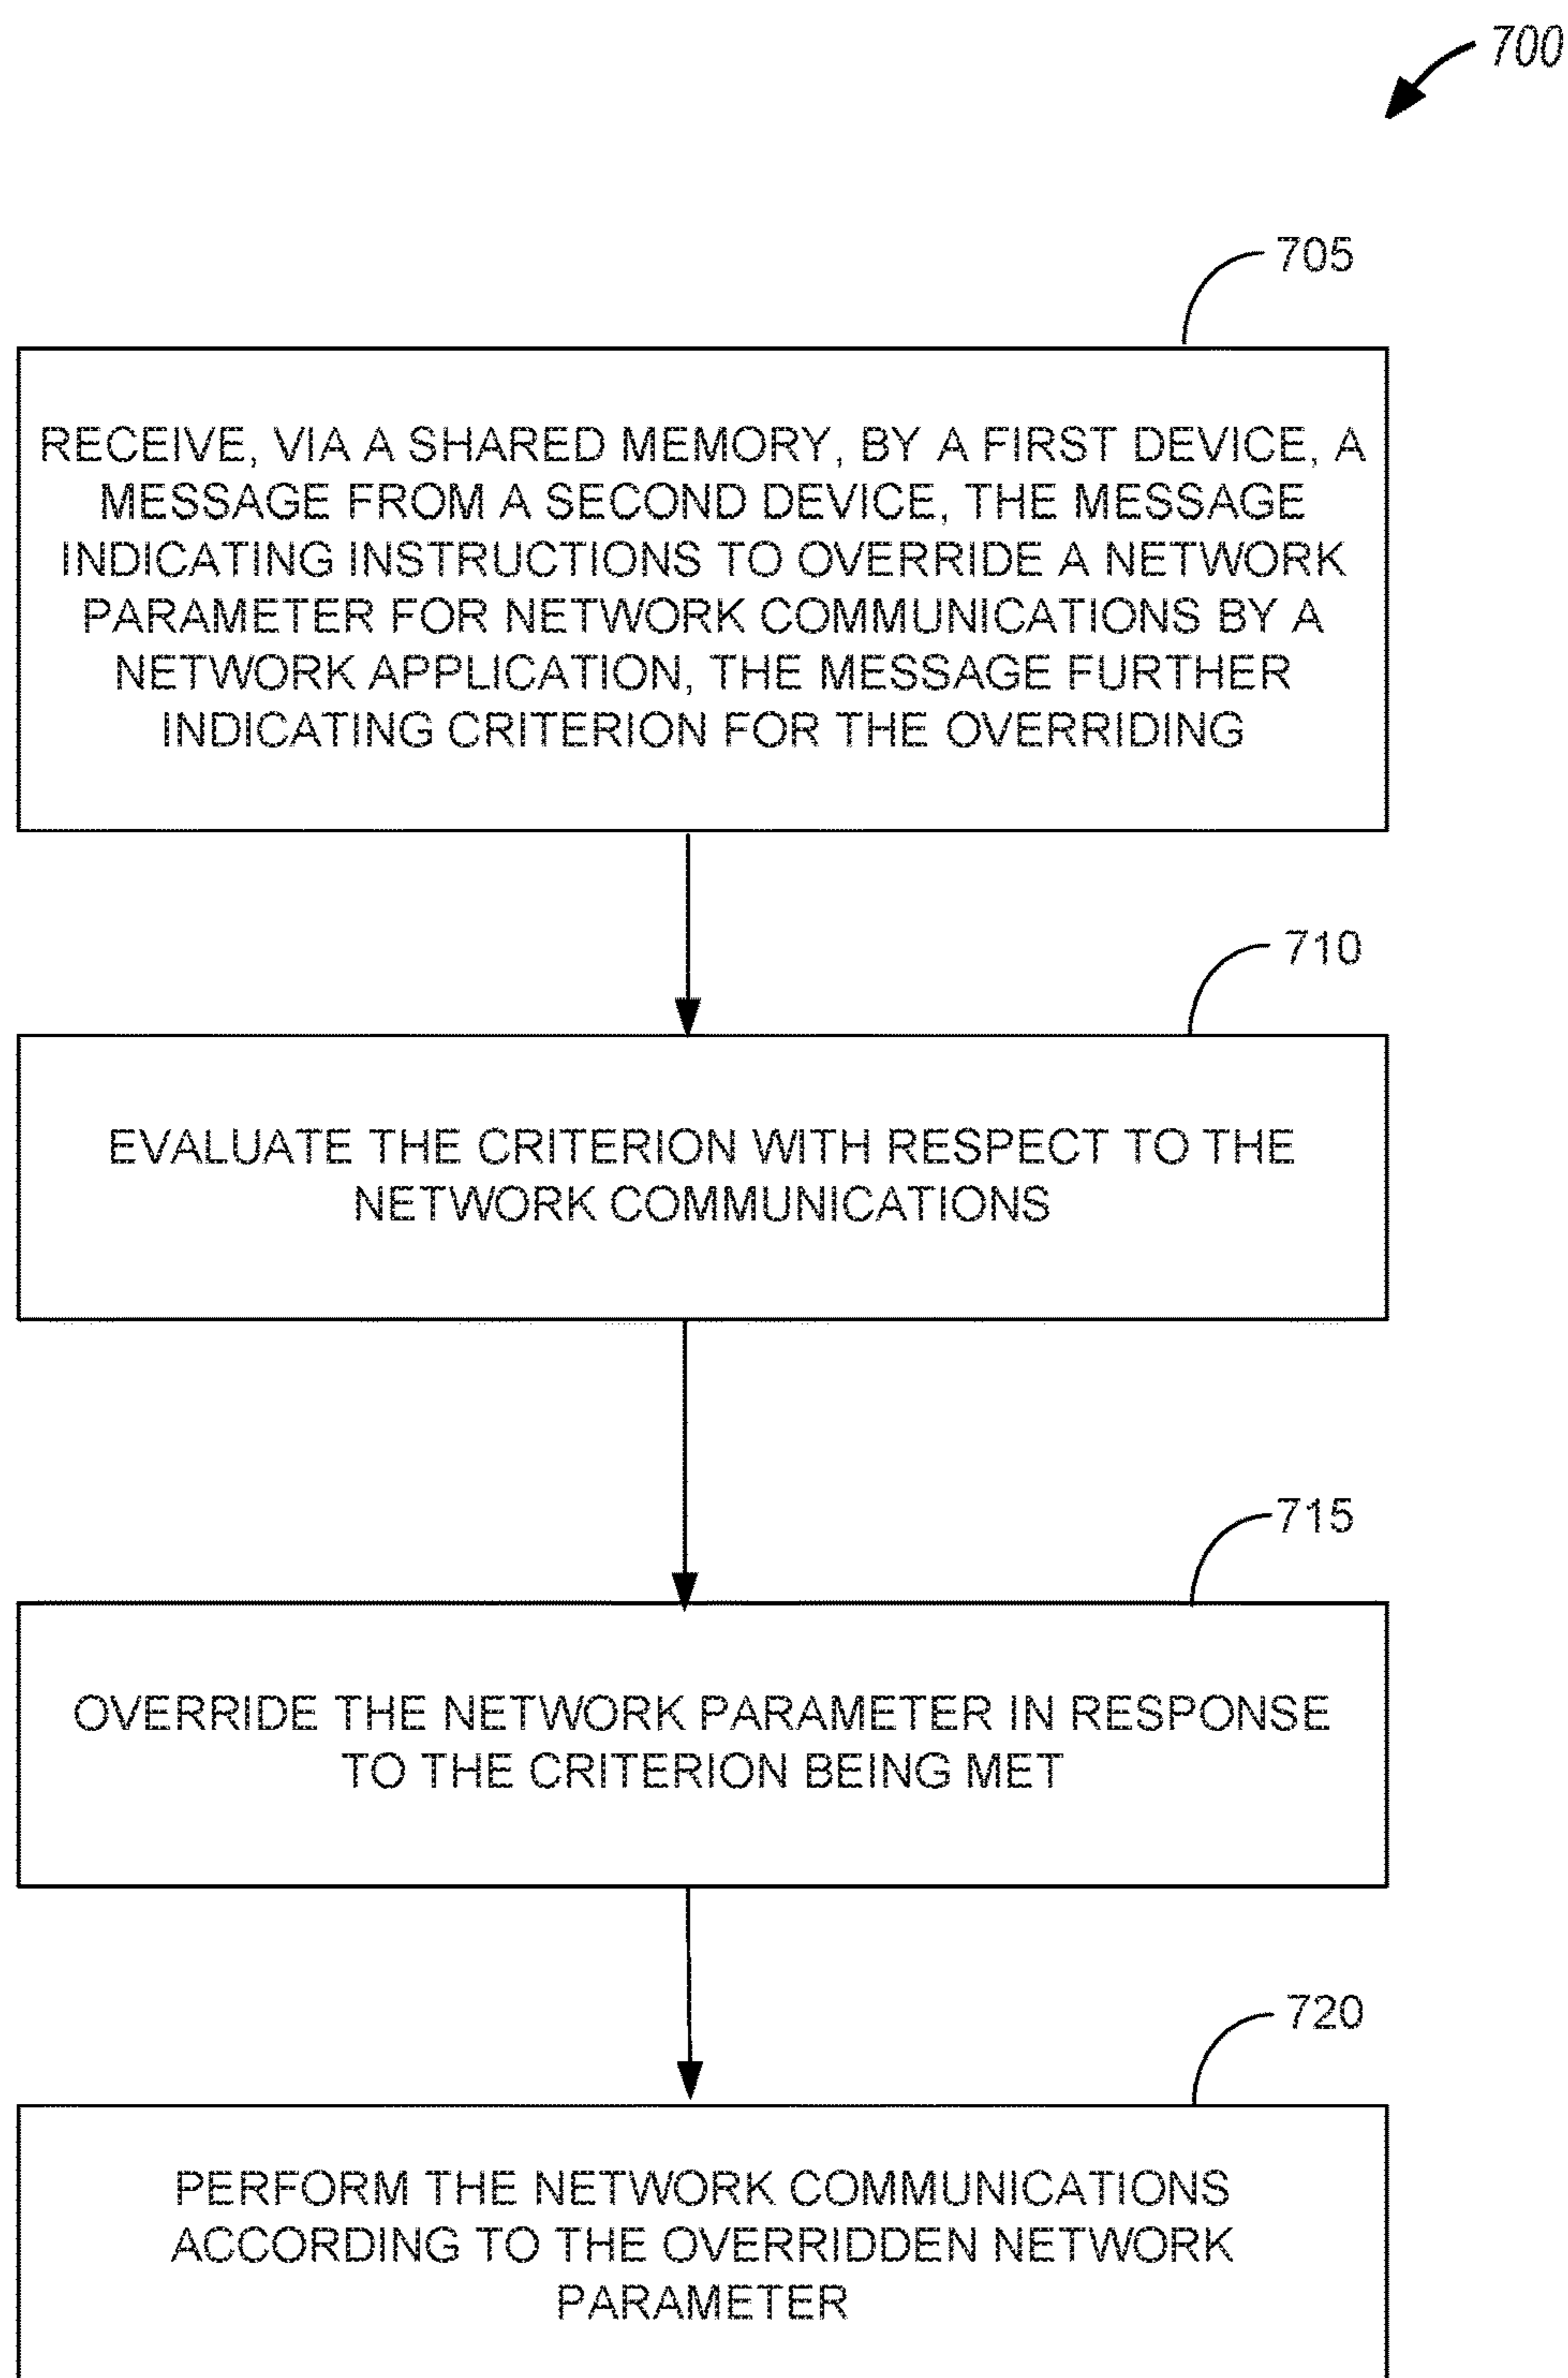 700
705
RECEIVE, VIA A SHARED MEMORY, BY A FIRST DEVICE, A
MESSAGE FROM A SECOND DEVICE, THE MESSAGE
INDICATING INSTRUCTIONS TO OVERRIDE A NETWORK
PARAMETER FOR NETWORK COMMUNICATIONS BY A
NETWORK APPLICATION, THE MESSAGE FURTHER
INDICATING CRITERION FOR THE OVERRIDING
710
EVALUATE THE CRITERION WITH RESPECT TO THE
NETWORK COMMUNICATIONS
715
OVERRIDE THE NETWORK PARAMETER IN RESPONSE
TO THE CRITERION BEING MET
720
PERFORM THE NETWORK COMMUNICATIONS
ACCORDING TO THE OVERRIDDEN NETWORK
PARAMETER